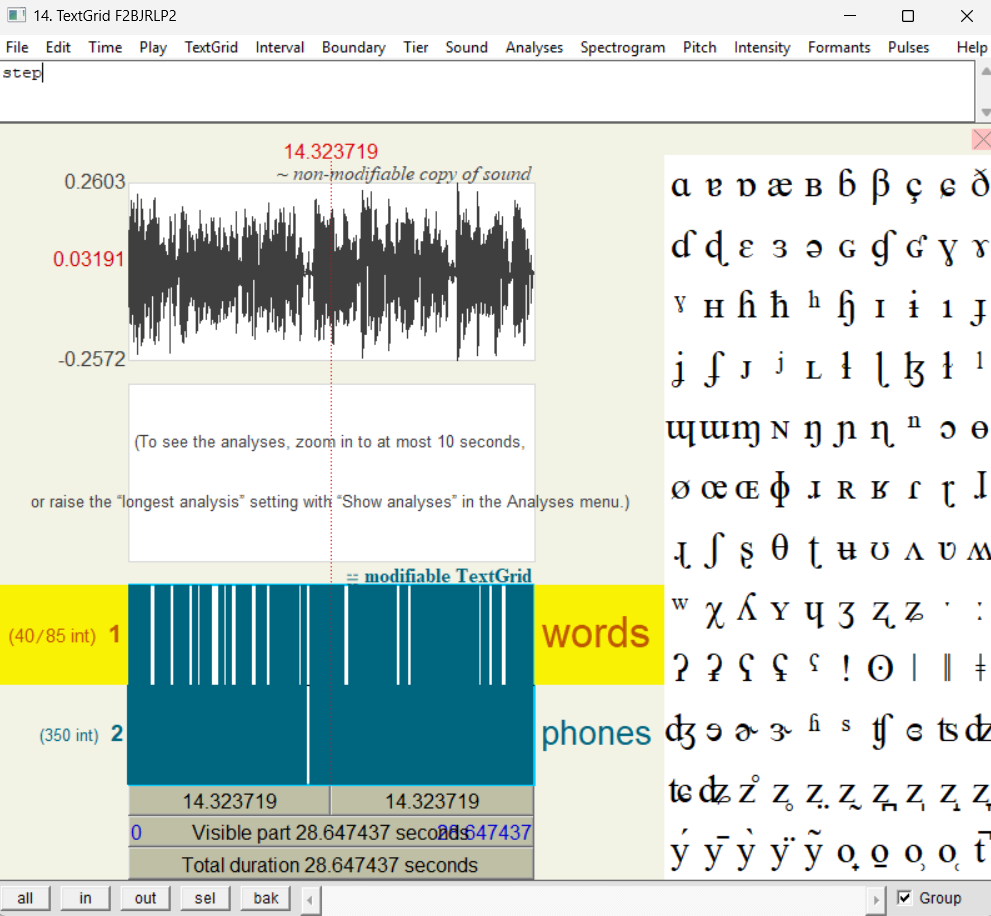 14. TextGrid F2BJRLP2
File Edit Time Play TextGrid Interval Boundary Tier Sound Analyses Spectrogram Pitch Intensity Formants Pulses Help
step
14.323719
~ non-modifiable copy of sound
0.2603
0.03191
-0.2572
(To see the analyses, zoom in to at most 10 seconds,
or raise the “longest analysis” setting with “Show analyses” in the Analyses menu.)
⩧ modifiable TextGrid
(40/85 int) 1 words
(350 int) 2 phones
14.323719 14.323719
0 Visible part 28.647437 seconds 28.647437
Total duration 28.647437 seconds
ɑ ɐ ɒ æ ʙ ɓ β ç ɕ ð
ɗ ɖ ɛ ɜ ə ɢ ɠ ʛ ɣ ɤ
ˠ ʜ ɦ ħ ʰ ɧ ɪ ɨ ı ɟ
ʝ ʄ ᴊ ʲ ʟ ɫ ɭ ɮ ɬ ˡ
ɰ ɯ ɱ ɴ ŋ ɲ ɳ ⁿ ɔ ɵ
ø œ ɶ ɸ ɹ ʀ ʁ ɾ ɽ ɺ
ɻ ʃ ʂ θ ʈ ʉ ʊ ʌ ʋ ʍ
ʷ χ ʎ ʏ ɥ ʒ ʐ ʑ ˑ ː
ʔ ʡ ʕ ʢ ˤ ǃ ʘ ǀ ǁ ǂ
ʤ ɘ ɚ ɝ ʱ ˢ ʧ ɞ ʦ ʣ
ʨ ʥ
all in out sel bak Group